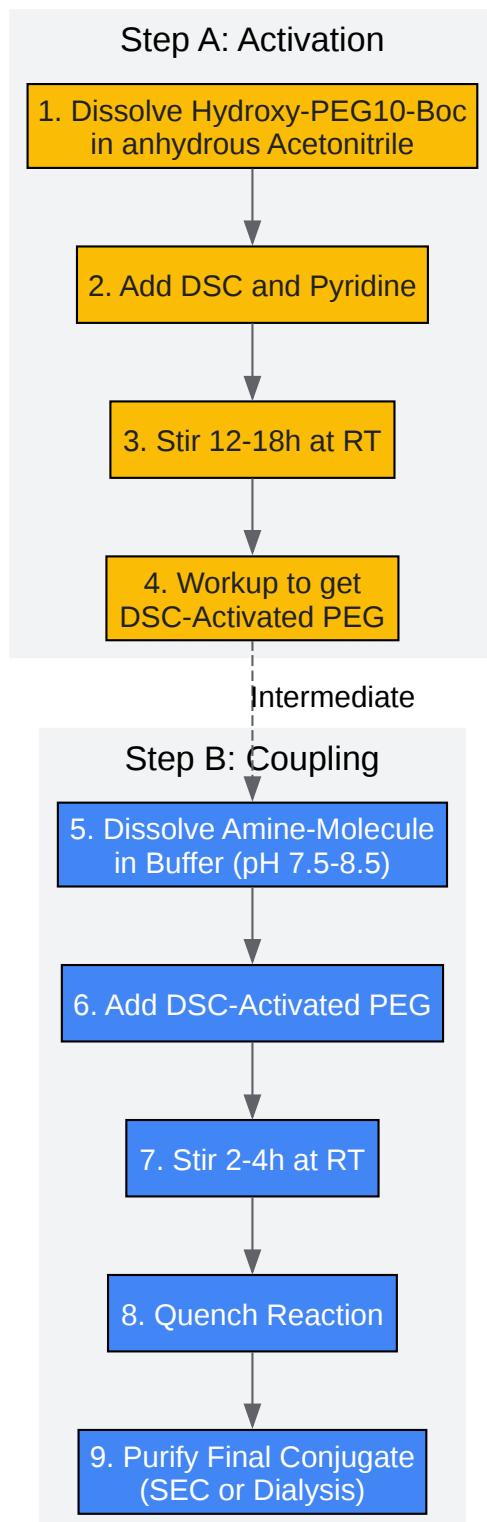 Step A: Activation
1. Dissolve Hydroxy-PEG10-Boc
in anhydrous Acetonitrile
2. Add DSC and Pyridine
3. Stir 12-18h at RT
4. Workup to get
DSC-Activated PEG
Intermediate
Step B: Coupling
5. Dissolve Amine-Molecule
in Buffer (pH 7.5-8.5)
6. Add DSC-Activated PEG
7. Stir 2-4h at RT
8. Quench Reaction
9. Purify Final Conjugate
(SEC or Dialysis)